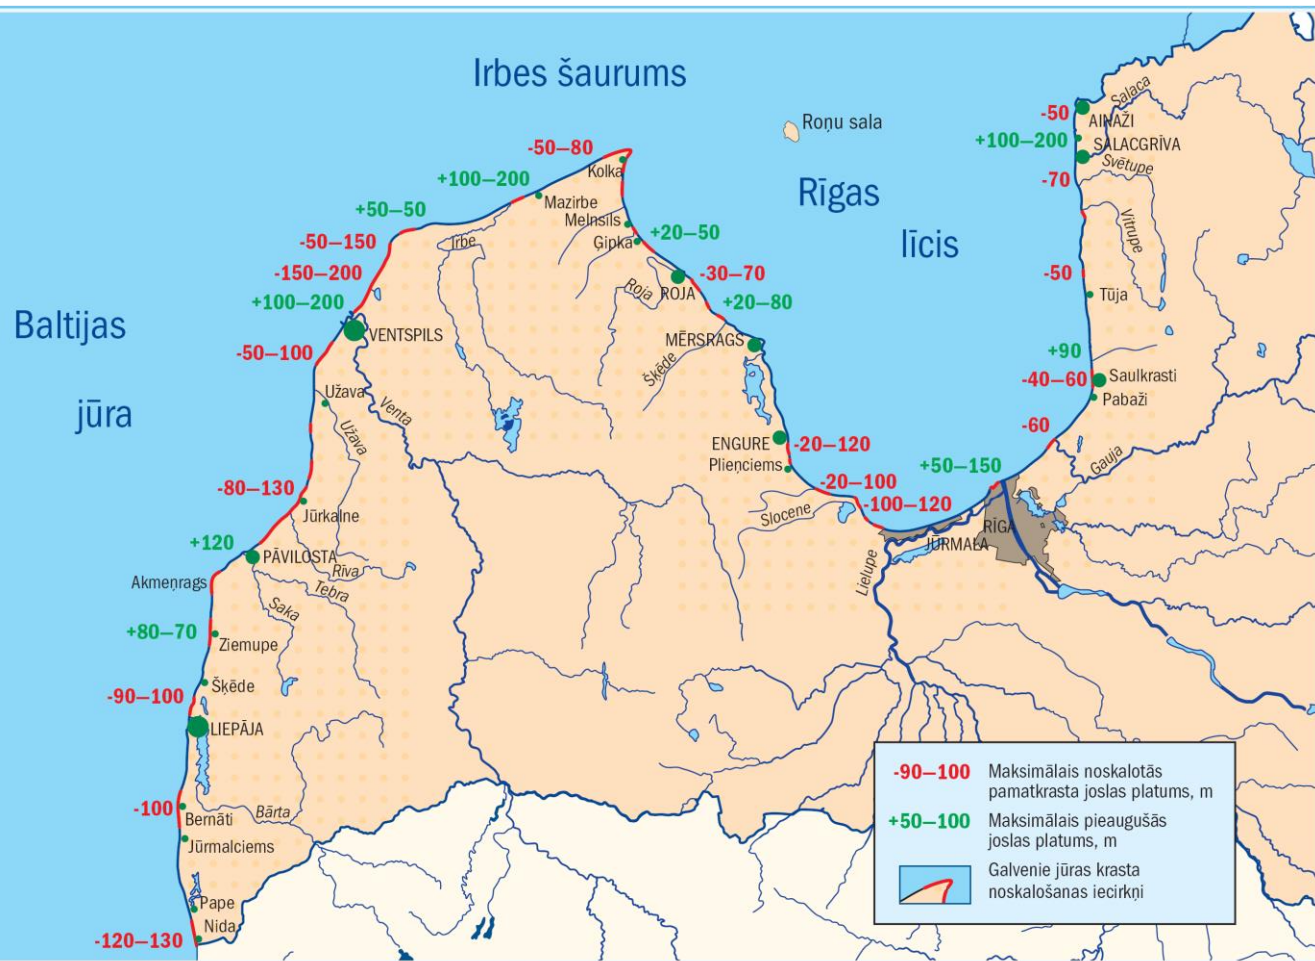 Irbes šaurums
Roņu sala
Rīgas
līcis
Baltijas
jūra
-50
AINAŽI
Salaca
+100–200
SALACGRĪVA
Svētupe
-70
Vitrupe
-50
Tūja
+90
-40–60
Saulkrasti
Pabaži
-60
Gauja
+50–150
RĪGA
JŪRMALA
Lielupe
-100–120
-20–100
Slocene
Plieņciems
-20–120
ENGURE
MĒRSRAGS
Šķēde
+20–80
-30–70
ROJA
Roja
+20–50
Ģipka
Melnsils
Kolka
-50–80
+100–200
Mazirbe
+50–50
Irbe
-50–150
-150–200
+100–200
VENTSPILS
-50–100
Užava
Užava
Venta
-80–130
Jūrkalne
+120
PĀVILOSTA
Rīva
Tebra
Saka
Akmeņrags
+80–70
Ziemupe
Šķēde
-90–100
LIEPĀJA
-100
Bernāti
Bārta
Jūrmalciems
Pape
Nida
-120–130
-90–100 Maksimālais noskalotās
pamatkrasta joslas platums, m
+50–100 Maksimālais pieaugušās
joslas platums, m
Galvenie jūras krasta
noskalošanas iecirkņi